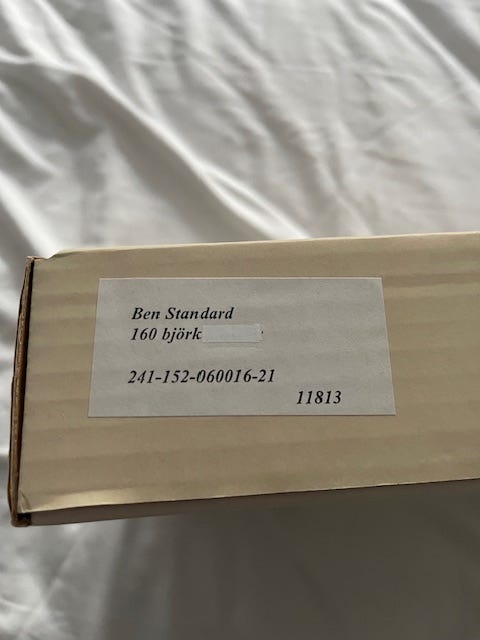 Ben Standard
160 björk
241-152-060016-21
11813